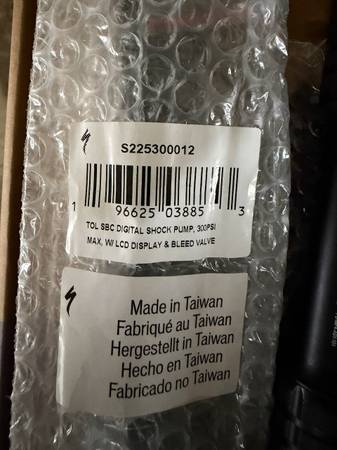 S225300012
1 96625 03885 3
TOL SBC DIGITAL SHOCK PUMP, 300PSI
MAX, W/ LCD DISPLAY & BLEED VALVE
Made in Taiwan
Fabriqué au Taiwan
Hergestellt in Taiwan
Hecho en Taiwan
Fabricado no Taiwan